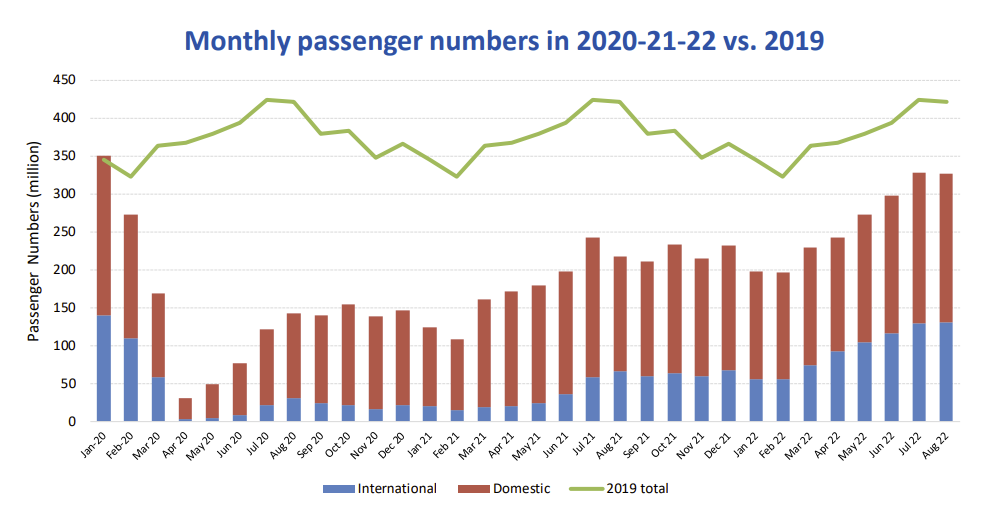 Monthly passenger numbers in 2020-21-22 vs. 2019
Passenger Numbers (million)
450
400
350
300
250
200
150
100
50
0
Jan-20
Feb-20
Mar 20
Apr 20
May 20
Jun 20
Jul 20
Aug 20
Sep 20
Oct 20
Nov 20
Dec 20
Jan 21
Feb 21
Mar 21
Apr 21
May 21
Jun 21
Jul 21
Aug 21
Sep 21
Oct 21
Nov 21
Dec 21
Jan 22
Feb 22
Mar 22
Apr 22
May 22
Jun 22
Jul 22
Aug 22
International
Domestic
2019 total